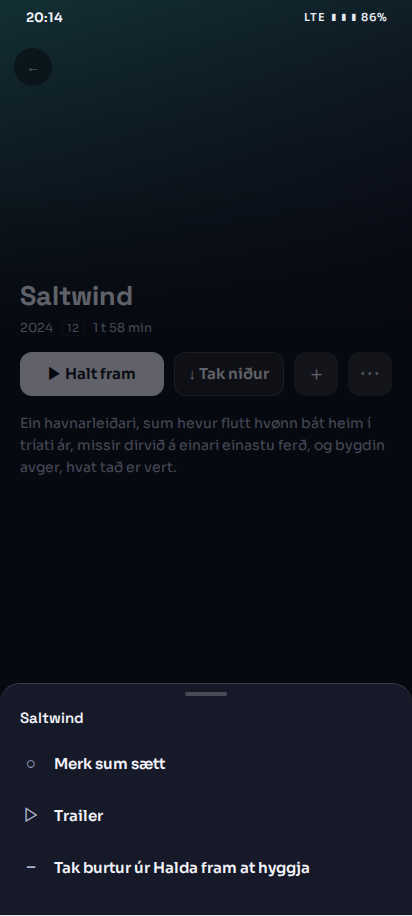 20:14
LTE 86%
←
Saltwind
2024 12 1 t 58 min
▶ Halt fram
↓ Tak niður
+
···
Ein havnarleiðari, sum hevur flutt hvønn bát heim í
tríati ár, missir dirvið á einari einastu ferð, og bygdin
avger, hvat tað er vert.
Saltwind
○ Merk sum sætt
▷ Trailer
− Tak burtur úr Halda fram at hyggja